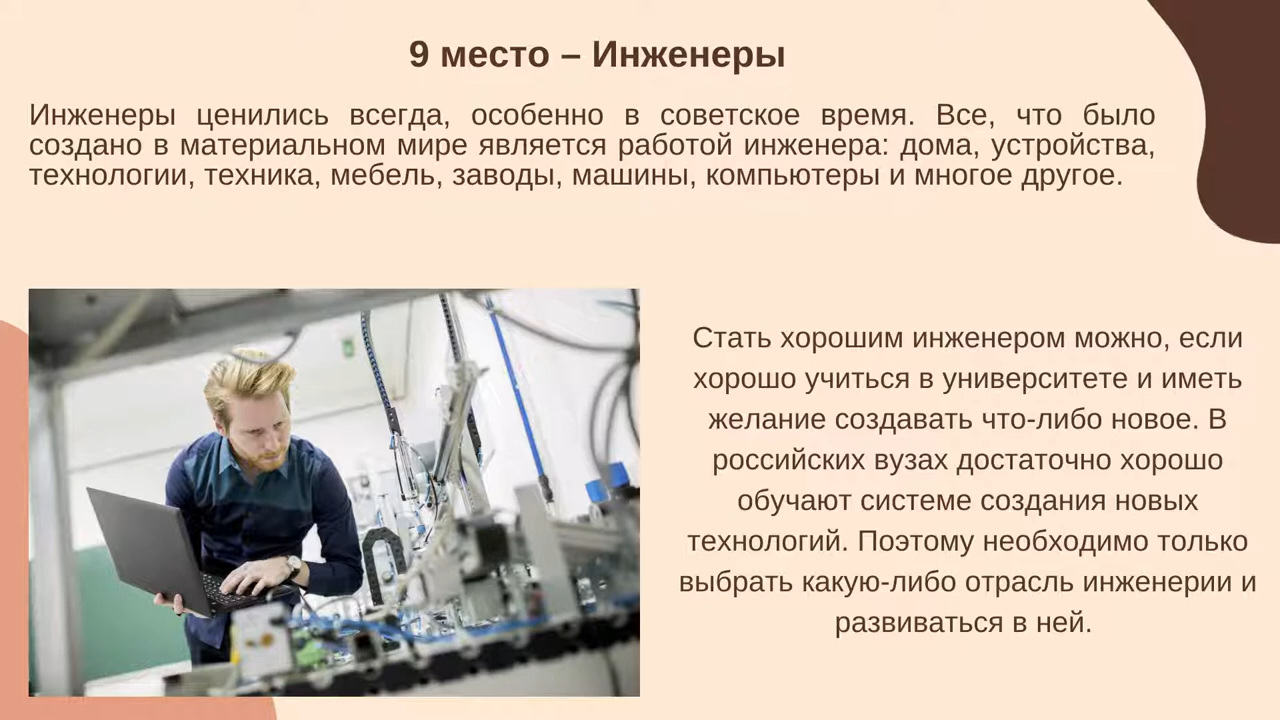 9 место – Инженеры
Инженеры ценились всегда, особенно в советское время. Все, что было
создано в материальном мире является работой инженера: дома, устройства,
технологии, техника, мебель, заводы, машины, компьютеры и многое другое.
Стать хорошим инженером можно, если
хорошо учиться в университете и иметь
желание создавать что-либо новое. В
российских вузах достаточно хорошо
обучают системе создания новых
технологий. Поэтому необходимо только
выбрать какую-либо отрасль инженерии и
развиваться в ней.